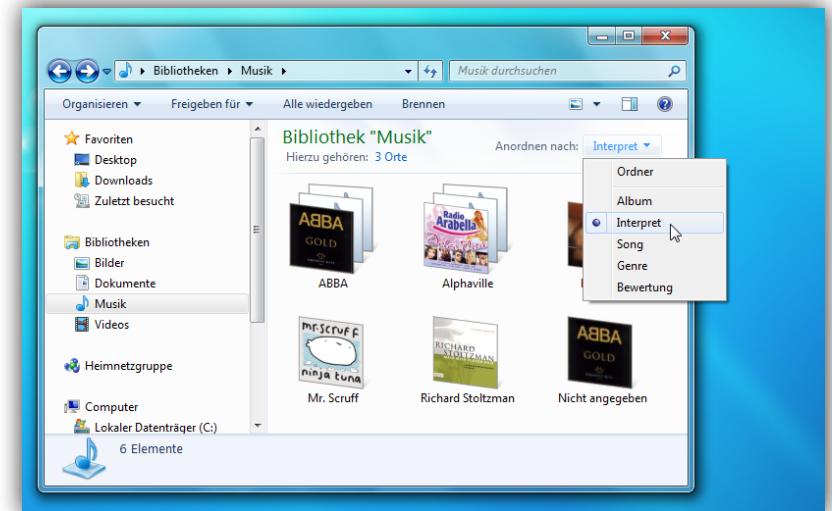 Bibliotheken Musik
Musik durchsuchen
Organisieren Freigeben für Alle wiedergeben Brennen
Favoriten
Desktop
Downloads
Zuletzt besucht
Bibliotheken
Bilder
Dokumente
Musik
Videos
Heimnetzgruppe
Computer
Lokaler Datenträger (C:)
Bibliothek "Musik"
Hierzu gehören: 3 Orte
Anordnen nach: Interpret
Ordner
Album
Interpret
Song
Genre
Bewertung
ABBA
GOLD
ABBA
Radio
Arabella
Alphaville
mr.scruff
ninja tuna
Mr. Scruff
RICHARD
STOLTZMAN
Richard Stoltzman
ABBA
GOLD
Nicht angegeben
6 Elemente